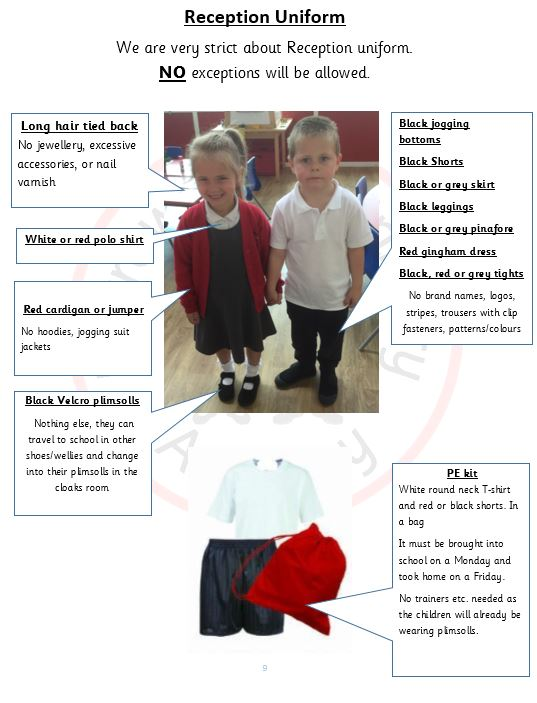 Reception Uniform
We are very strict about Reception uniform.
NO exceptions will be allowed.
Long hair tied back
No jewellery, excessive
accessories, or nail
varnish
White or red polo shirt
Red cardigan or jumper
No hoodies, jogging suit
jackets
Black Velcro plimsolls
Nothing else, they can
travel to school in other
shoes/wellies and change
into their plimsolls in the
cloaks room
Black jogging
bottoms
Black Shorts
Black or grey skirt
Black leggings
Black or grey pinafore
Red gingham dress
Black, red or grey tights
No brand names, logos,
stripes, trousers with clip
fasteners, patterns/colours
PE kit
White round neck T-shirt
and red or black shorts. In
a bag
It must be brought into
school on a Monday and
took home on a Friday.
No trainers etc. needed as
the children will already be
wearing plimsolls.
9